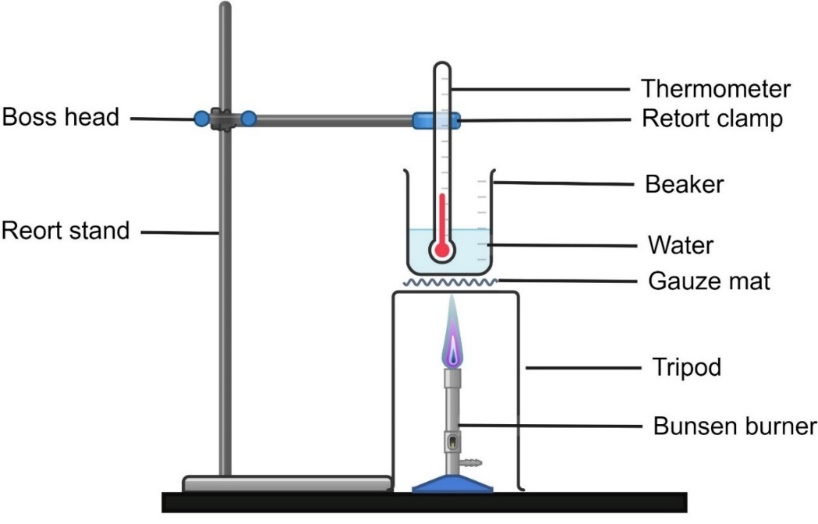 Boss head
Reort stand
Thermometer
Retort clamp
Beaker
Water
Gauze mat
Tripod
Bunsen burner